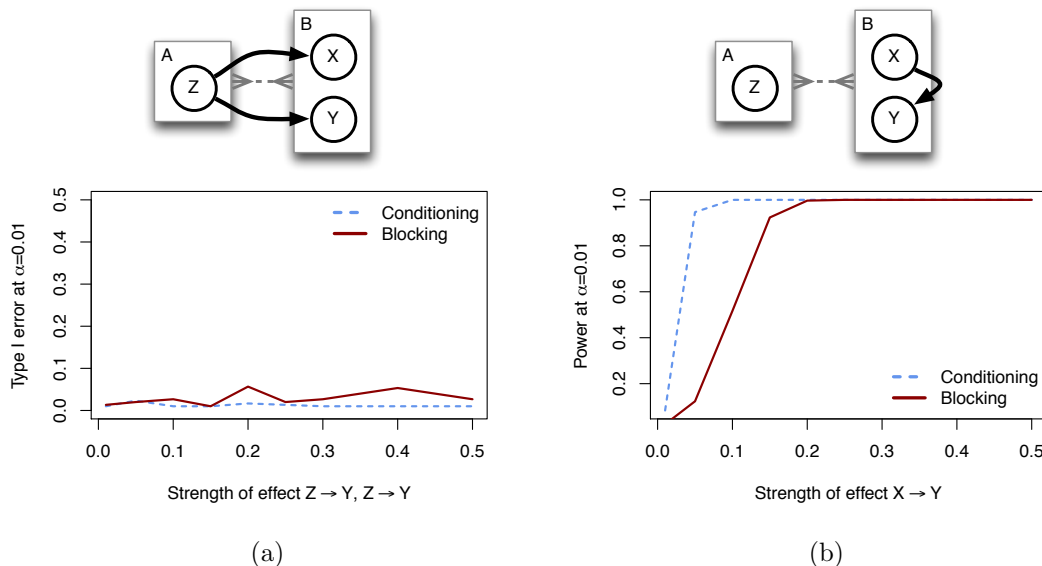 A
Z
B
X
Y
0.5
0.4
0.3
0.2
0.1
0.0
Type I error at α=0.01
Conditioning
Blocking
0.0 0.1 0.2 0.3 0.4 0.5
Strength of effect Z → Y, Z → Y
(a)
A
Z
B
X
Y
1.0
0.8
0.6
0.4
0.2
Power at α=0.01
Conditioning
Blocking
0.0 0.1 0.2 0.3 0.4 0.5
Strength of effect X → Y
(b)